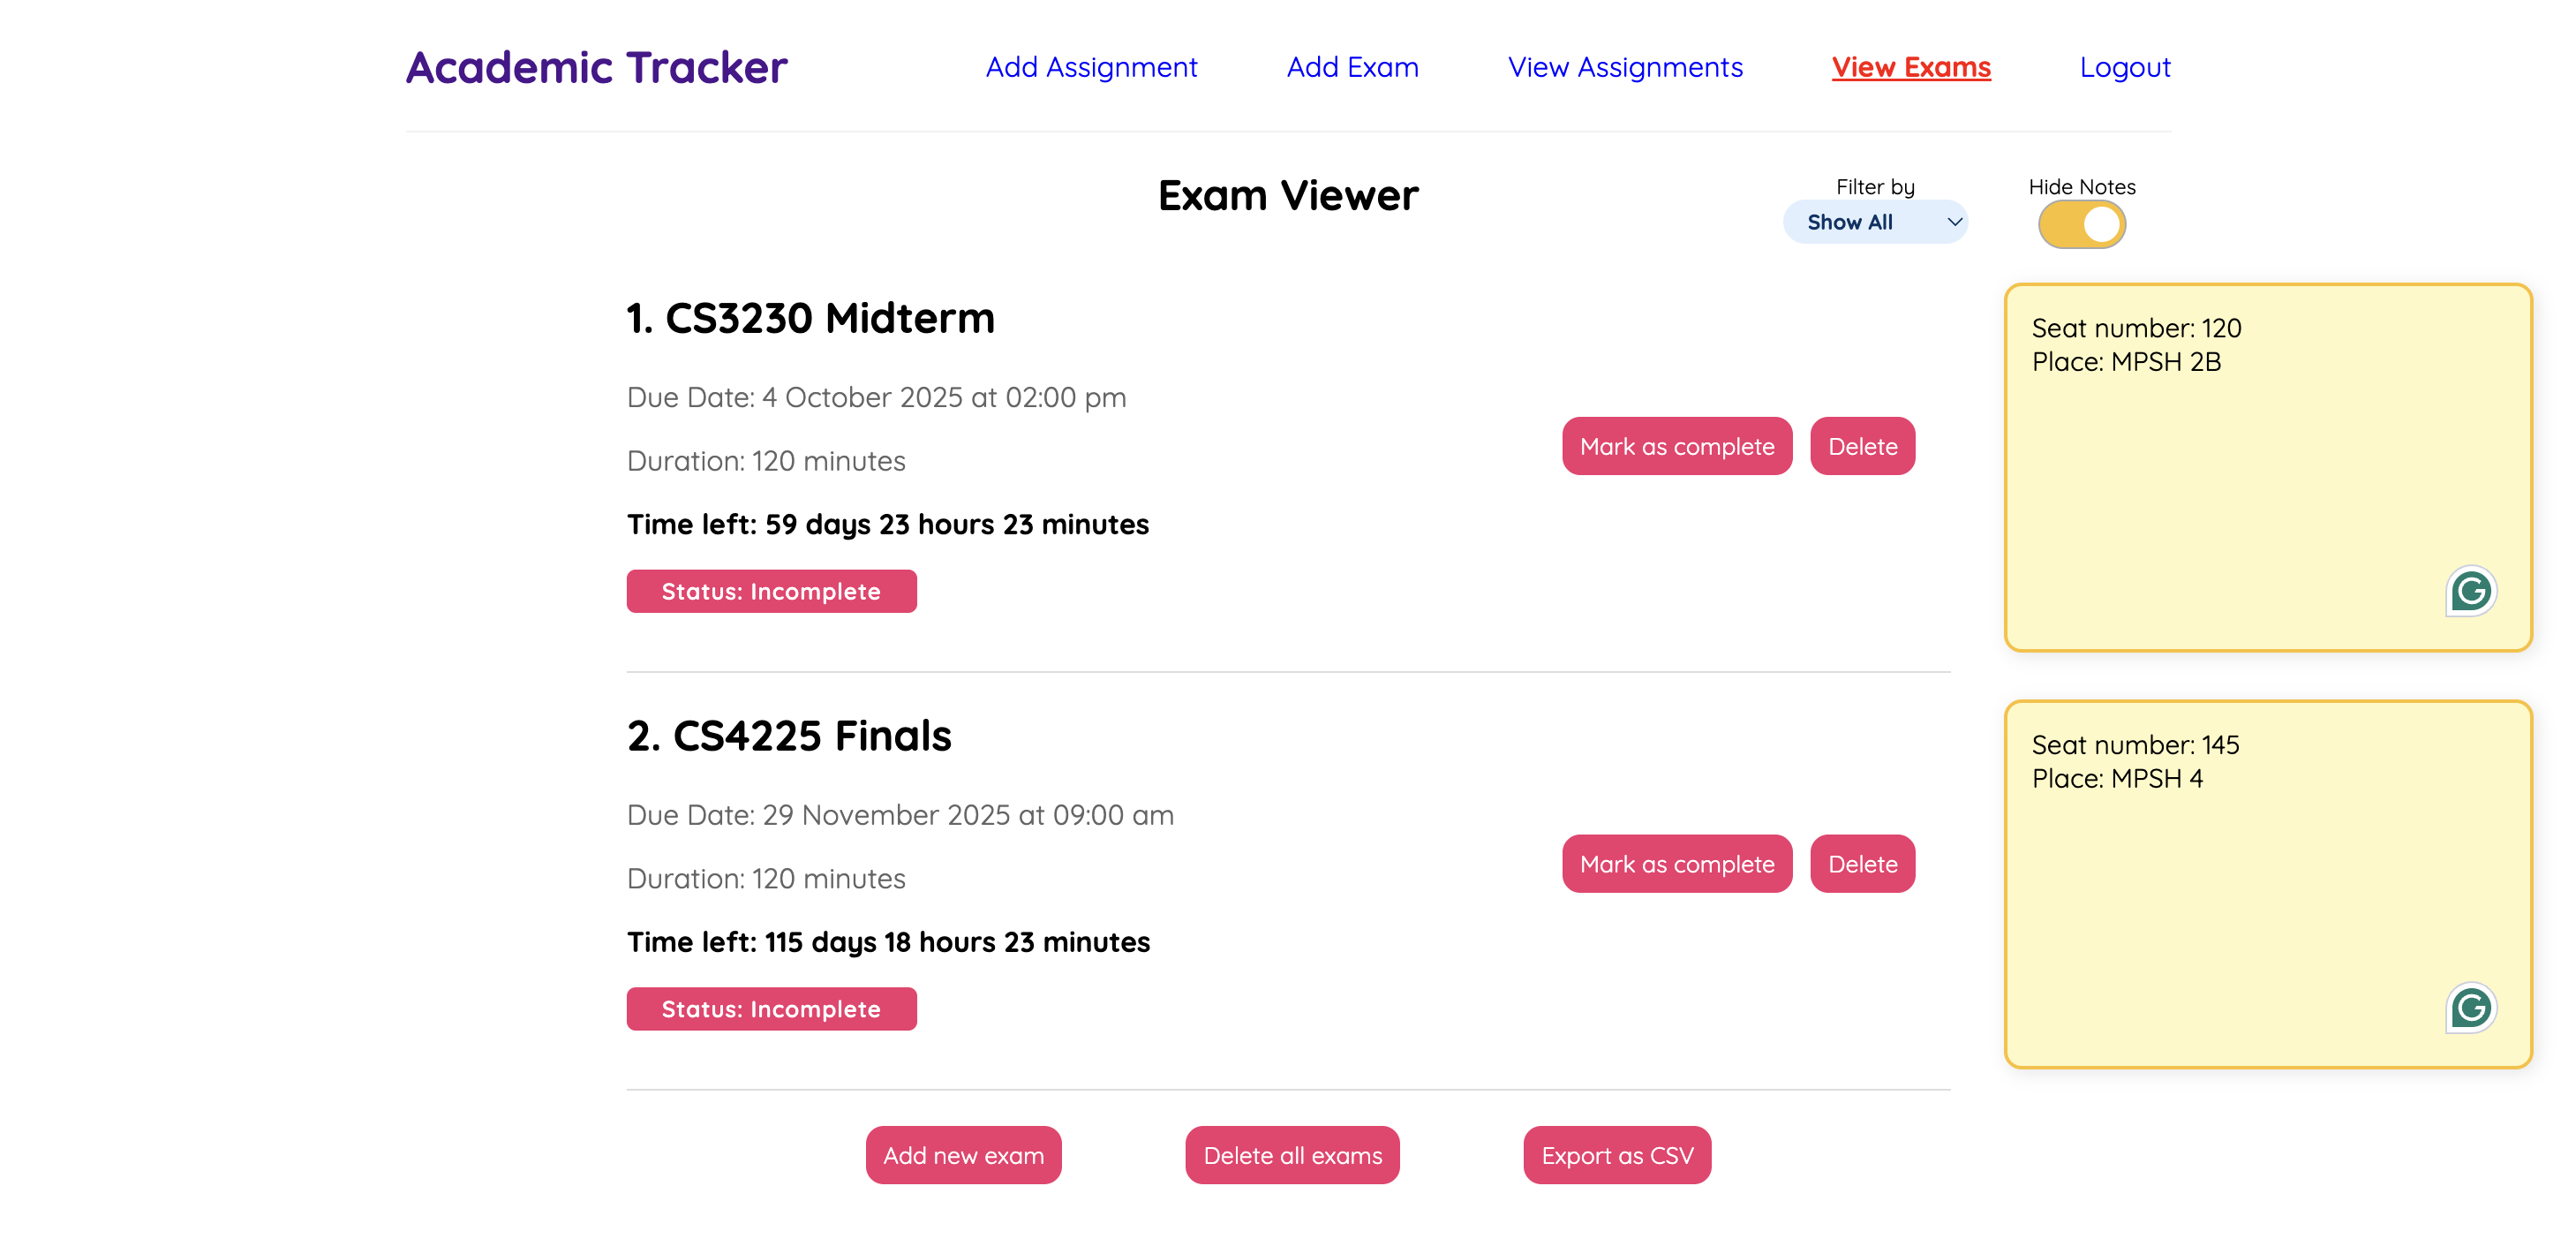 Academic Tracker
Add Assignment
Add Exam
View Assignments
View Exams
Logout
Exam Viewer
Filter by
Show All
Hide Notes
1. CS3230 Midterm
Due Date: 4 October 2025 at 02:00 pm
Duration: 120 minutes
Time left: 59 days 23 hours 23 minutes
Status: Incomplete
Mark as complete
Delete
Seat number: 120
Place: MPSH 2B
G
2. CS4225 Finals
Due Date: 29 November 2025 at 09:00 am
Duration: 120 minutes
Time left: 115 days 18 hours 23 minutes
Status: Incomplete
Mark as complete
Delete
Seat number: 145
Place: MPSH 4
G
Add new exam
Delete all exams
Export as CSV